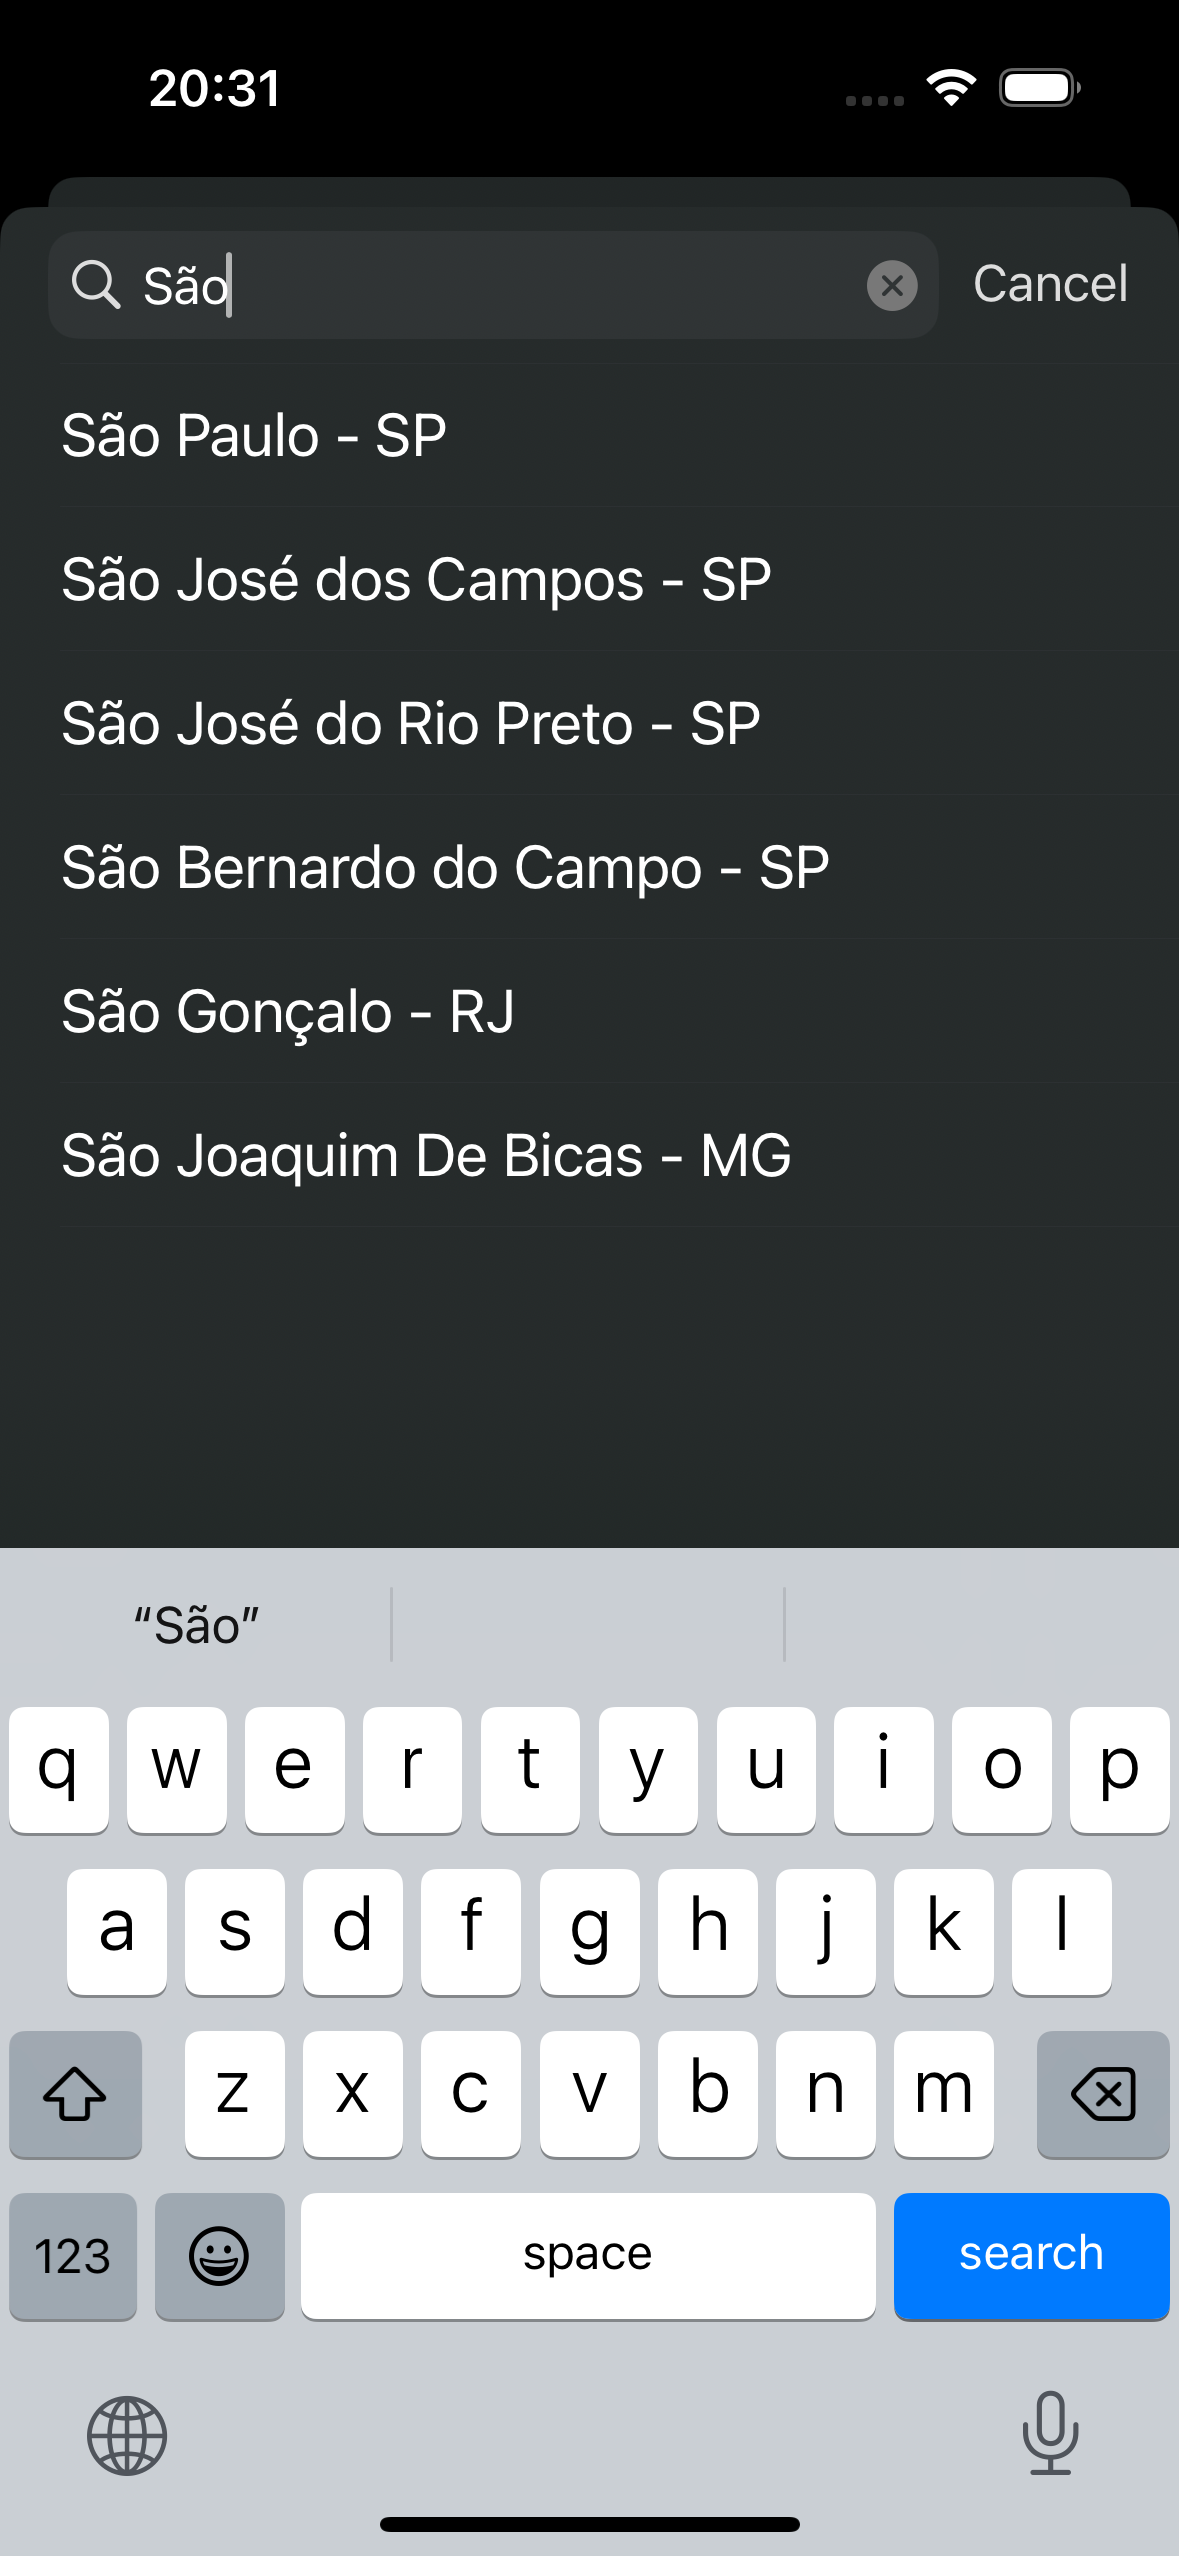 20:31
São
Cancel
São Paulo - SP
São José dos Campos - SP
São José do Rio Preto - SP
São Bernardo do Campo - SP
São Gonçalo - RJ
São Joaquim De Bicas - MG
“São”
q w e r t y u i o p
a s d f g h j k l
z x c v b n m
123 space search